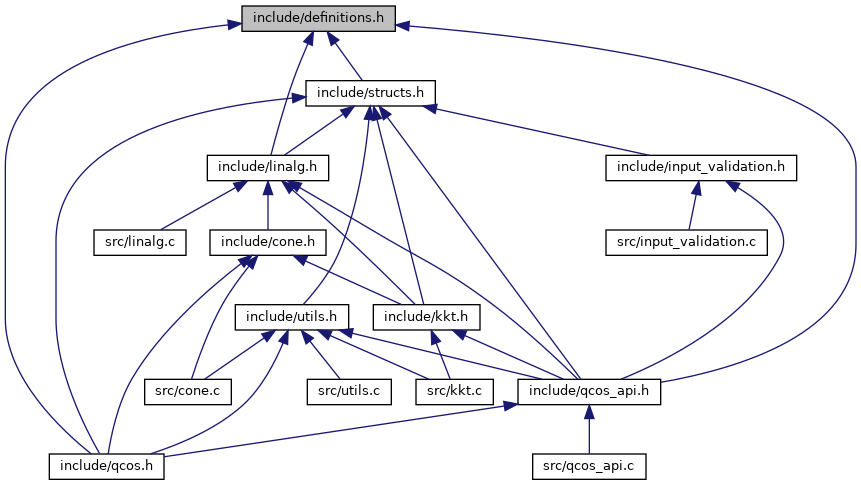 include/definitions.h
include/structs.h
include/linalg.h
include/input_validation.h
src/linalg.c
include/cone.h
src/input_validation.c
include/utils.h
include/kkt.h
src/cone.c
src/utils.c
src/kkt.c
include/qcos_api.h
include/qcos.h
src/qcos_api.c